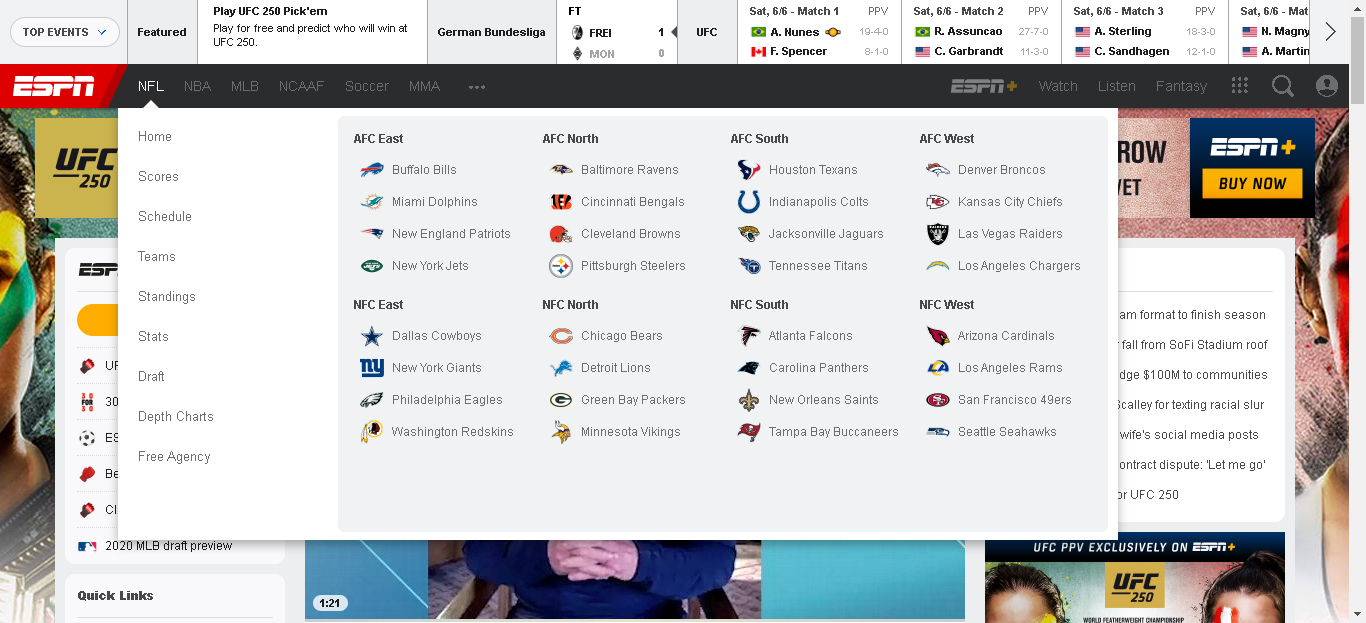 TOP EVENTS
Featured
Play UFC 250 Pick'em
Play for free and predict who will win at
UFC 250.
German Bundesliga
FT
FREI 1
MON 0
UFC
Sat, 6/6 - Match 1 PPV
A. Nunes 19-4-0
F. Spencer 8-1-0
Sat, 6/6 - Match 2 PPV
R. Assuncao 27-7-0
C. Garbrandt 11-3-0
Sat, 6/6 - Match 3 PPV
A. Sterling 18-3-0
C. Sandhagen 12-1-0
Sat, 6/6 - Mat
N. Magny
A. Martin
ESPN
NFL NBA MLB NCAAF Soccer MMA
ESPN+ Watch Listen Fantasy
UFC
250
ROW
ESPN+
BUY NOW
Home
Scores
Schedule
Teams
Standings
Stats
Draft
Depth Charts
Free Agency
AFC East
Buffalo Bills
Miami Dolphins
New England Patriots
New York Jets
AFC North
Baltimore Ravens
Cincinnati Bengals
Cleveland Browns
Pittsburgh Steelers
AFC South
Houston Texans
Indianapolis Colts
Jacksonville Jaguars
Tennessee Titans
AFC West
Denver Broncos
Kansas City Chiefs
Las Vegas Raiders
Los Angeles Chargers
NFC East
Dallas Cowboys
New York Giants
Philadelphia Eagles
Washington Redskins
NFC North
Chicago Bears
Detroit Lions
Green Bay Packers
Minnesota Vikings
NFC South
Atlanta Falcons
Carolina Panthers
New Orleans Saints
Tampa Bay Buccaneers
NFC West
Arizona Cardinals
Los Angeles Rams
San Francisco 49ers
Seattle Seahawks
ESP
30
FOR
30
30
ES
Be
Cl
2020 MLB draft preview
Quick Links
1:21
am format to finish season
fall from SoFi Stadium roof
dge $100M to communities
calley for texting racial slur
wife's social media posts
ontract dispute: 'Let me go'
or UFC 250
UFC PPV EXCLUSIVELY ON ESPN+
UFC
250
WORLD FEATHERWEIGHT CHAMPIONSHIP